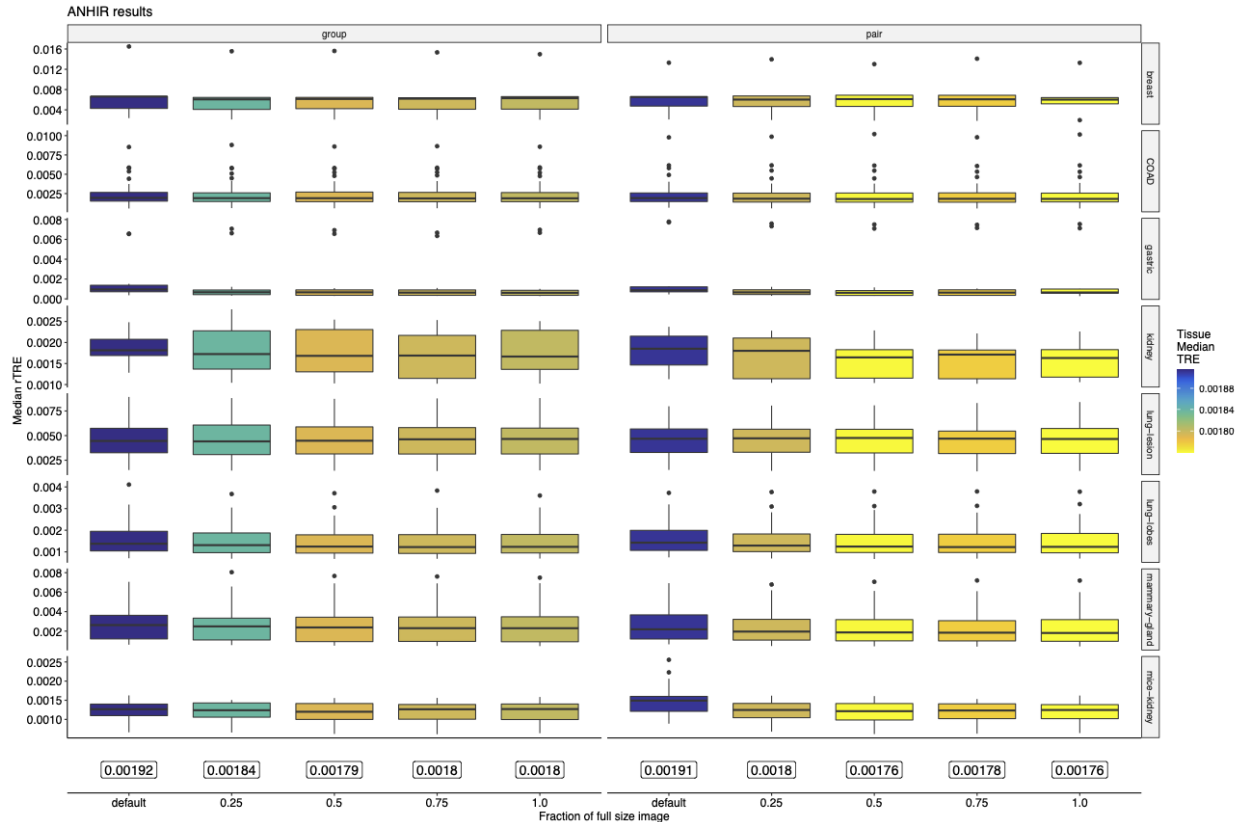 ANHIR results
group
pair
0.016
0.012
0.008
0.004
breast
0.0100
0.0075
0.0050
0.0025
COAD
0.008
0.006
0.004
0.002
0.000
gastric
0.0025
0.0020
0.0015
0.0010
kidney
0.0075
0.0050
0.0025
lung-lesion
0.004
0.003
0.002
0.001
lung-lobes
0.008
0.006
0.004
0.002
mammary-gland
0.0025
0.0020
0.0015
0.0010
mice-kidney
Median rTRE
Tissue
Median
TRE
0.00188
0.00184
0.00180
0.00192 0.00184 0.00179 0.0018 0.0018 0.00191 0.0018 0.00176 0.00178 0.00176
default 0.25 0.5 0.75 1.0 default 0.25 0.5 0.75 1.0
Fraction of full size image